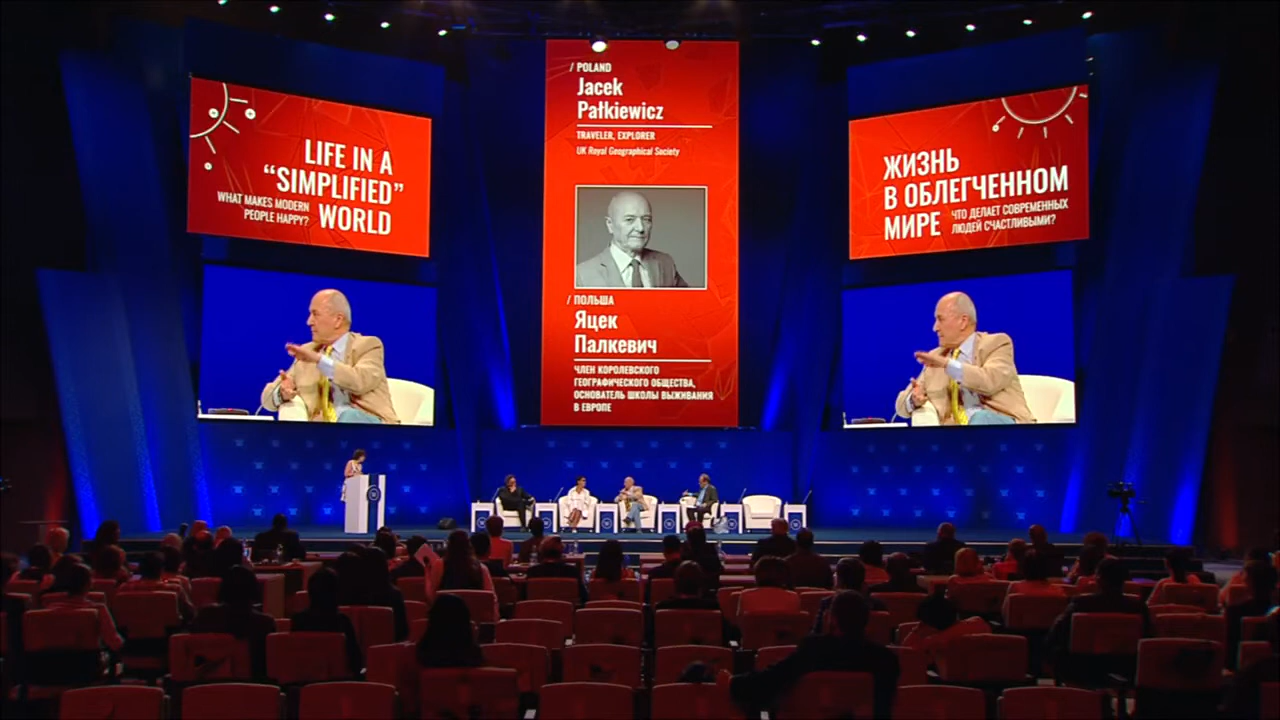 LIFE IN A
“SIMPLIFIED”
WHAT MAKES MODERN
PEOPLE HAPPY?
WORLD
/ POLAND
Jacek
Pałkiewicz
TRAVELER, EXPLORER
UK Royal Geographical Society
/ ПОЛЬША
Яцек
Палкевич
ЧЛЕН КОРОЛЕВСКОГО
ГЕОГРАФИЧЕСКОГО ОБЩЕСТВА,
ОСНОВАТЕЛЬ ШКОЛЫ ВЫЖИВАНИЯ
В ЕВРОПЕ
ЖИЗНЬ
В ОБЛЕГЧЕННОМ
МИРЕ
ЧТО ДЕЛАЕТ СОВРЕМЕННЫХ
ЛЮДЕЙ СЧАСТЛИВЫМИ?